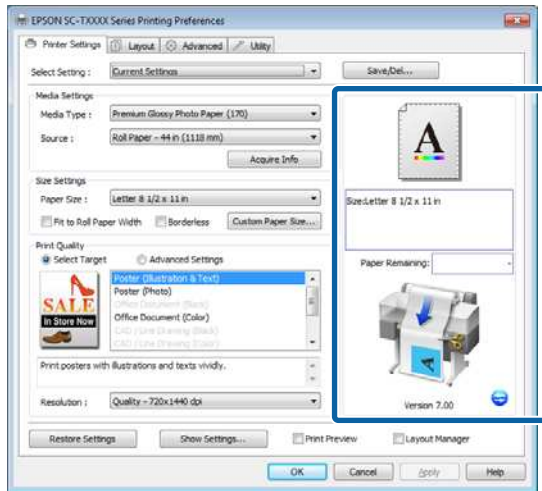 EPSON SC-TXXXX Series Printing Preferences
Printer Settings Layout Advanced Utility
Select Setting : Current Settings Save/Del...
Media Settings
Media Type : Premium Glossy Photo Paper (170)
Source : Roll Paper - 44 in (1118 mm)
Acquire Info
Size Settings
Paper Size : Letter 8 1/2 x 11 in
Fit to Roll Paper Width Borderless Custom Paper Size...
Print Quality
Select Target Advanced Settings
Poster (Illustration & Text)
Poster (Photo)
Office Document (Black)
Office Document (Color)
CAD / Line Drawing (Black)
CAD / Line Drawing (Color)
SALE
In Store Now
Print posters with illustrations and texts vividly.
Resolution : Quality - 720x1440 dpi
A
Size:Letter 8 1/2 x 11 in
Paper Remaining: -
A
Version 7.00
Restore Settings Show Settings... Print Preview Layout Manager
OK Cancel Apply Help